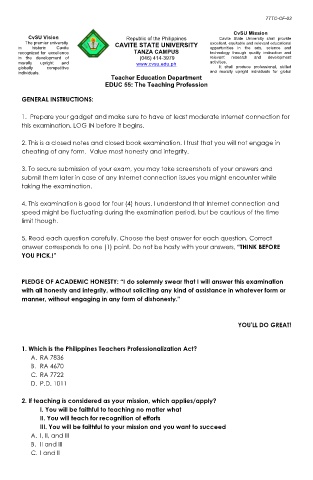 TTTC-QF-03
CvSU Vision
The premier university in historic Cavite recognized for excellence in the development of morally upright and globally competitive individuals.
Republic of the Philippines
CAVITE STATE UNIVERSITY
TANZA CAMPUS
(046) 414-3979
www.cvsu.edu.ph
CvSU Mission
Cavite State University shall provide excellent, equitable and relevant educational opportunities in the arts, science and technology through quality instruction and relevant research and development activities.
It shall produce professional, skilled and morally upright individuals for global
Teacher Education Department
EDUC 55: The Teaching Profession
GENERAL INSTRUCTIONS:
1. Prepare your gadget and make sure to have at least moderate internet connection for
this examination. LOG IN before it begins.
2. This is a closed notes and closed book examination. I trust that you will not engage in
cheating of any form. Value most honesty and integrity.
3. To secure submission of your exam, you may take screenshots of your answers and
submit them later in case of any internet connection issues you might encounter while
taking the examination.
4. This examination is good for four (4) hours. I understand that internet connection and
speed might be fluctuating during the examination period, but be cautious of the time
limit though.
5. Read each question carefully. Choose the best answer for each question. Correct
answer corresponds to one (1) point. Do not be hasty with your answers, "THINK BEFORE
YOU PICK!"
PLEDGE OF ACADEMIC HONESTY: "I do solemnly swear that I will answer this examination
with all honesty and integrity, without soliciting any kind of assistance in whatever form or
manner, without engaging in any form of dishonesty."
YOU'LL DO GREAT!
1. Which is the Philippines Teachers Professionalization Act?
A. RA 7836
B. RA 4670
C. RA 7722
D. P.D. 1011
2. If teaching is considered as your mission, which applies/apply?
I. You will be faithful to teaching no matter what
II. You will teach for recognition of efforts
III. You will be faithful to your mission and you want to succeed
A. I, II, and III
B. II and III
C. I and II